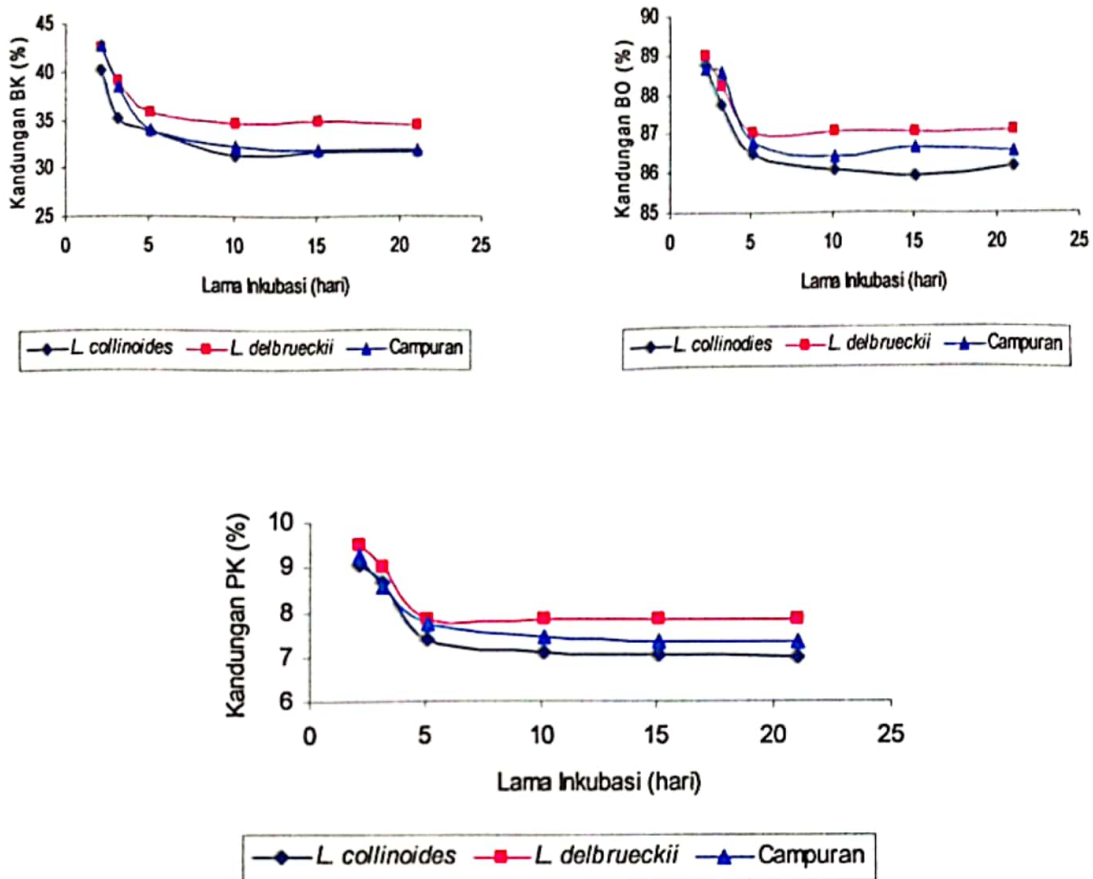 Kandungan BK (%)
45
40
35
30
25
0 5 10 15 20 25
Lama Inkubasi (hari)
L. collinoides L. delbrueckii Campuran
Kandungan BO (%)
90
89
88
87
86
85
0 5 10 15 20 25
Lama Inkubasi (hari)
L. collinodies L. delbrueckii Campuran
Kandungan PK (%)
10
9
8
7
6
0 5 10 15 20 25
Lama Inkubasi (hari)
L. collinoides L. delbrueckii Campuran